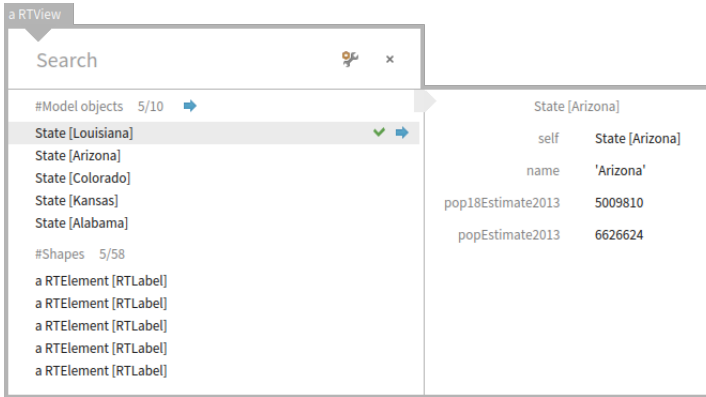 a RTView
Search
#Model objects 5/10
State [Louisiana]
State [Arizona]
State [Colorado]
State [Kansas]
State [Alabama]
#Shapes 5/58
a RTElement [RTLabel]
a RTElement [RTLabel]
a RTElement [RTLabel]
a RTElement [RTLabel]
a RTElement [RTLabel]
State [Arizona]
self State [Arizona]
name 'Arizona'
pop18Estimate2013 5009810
popEstimate2013 6626624